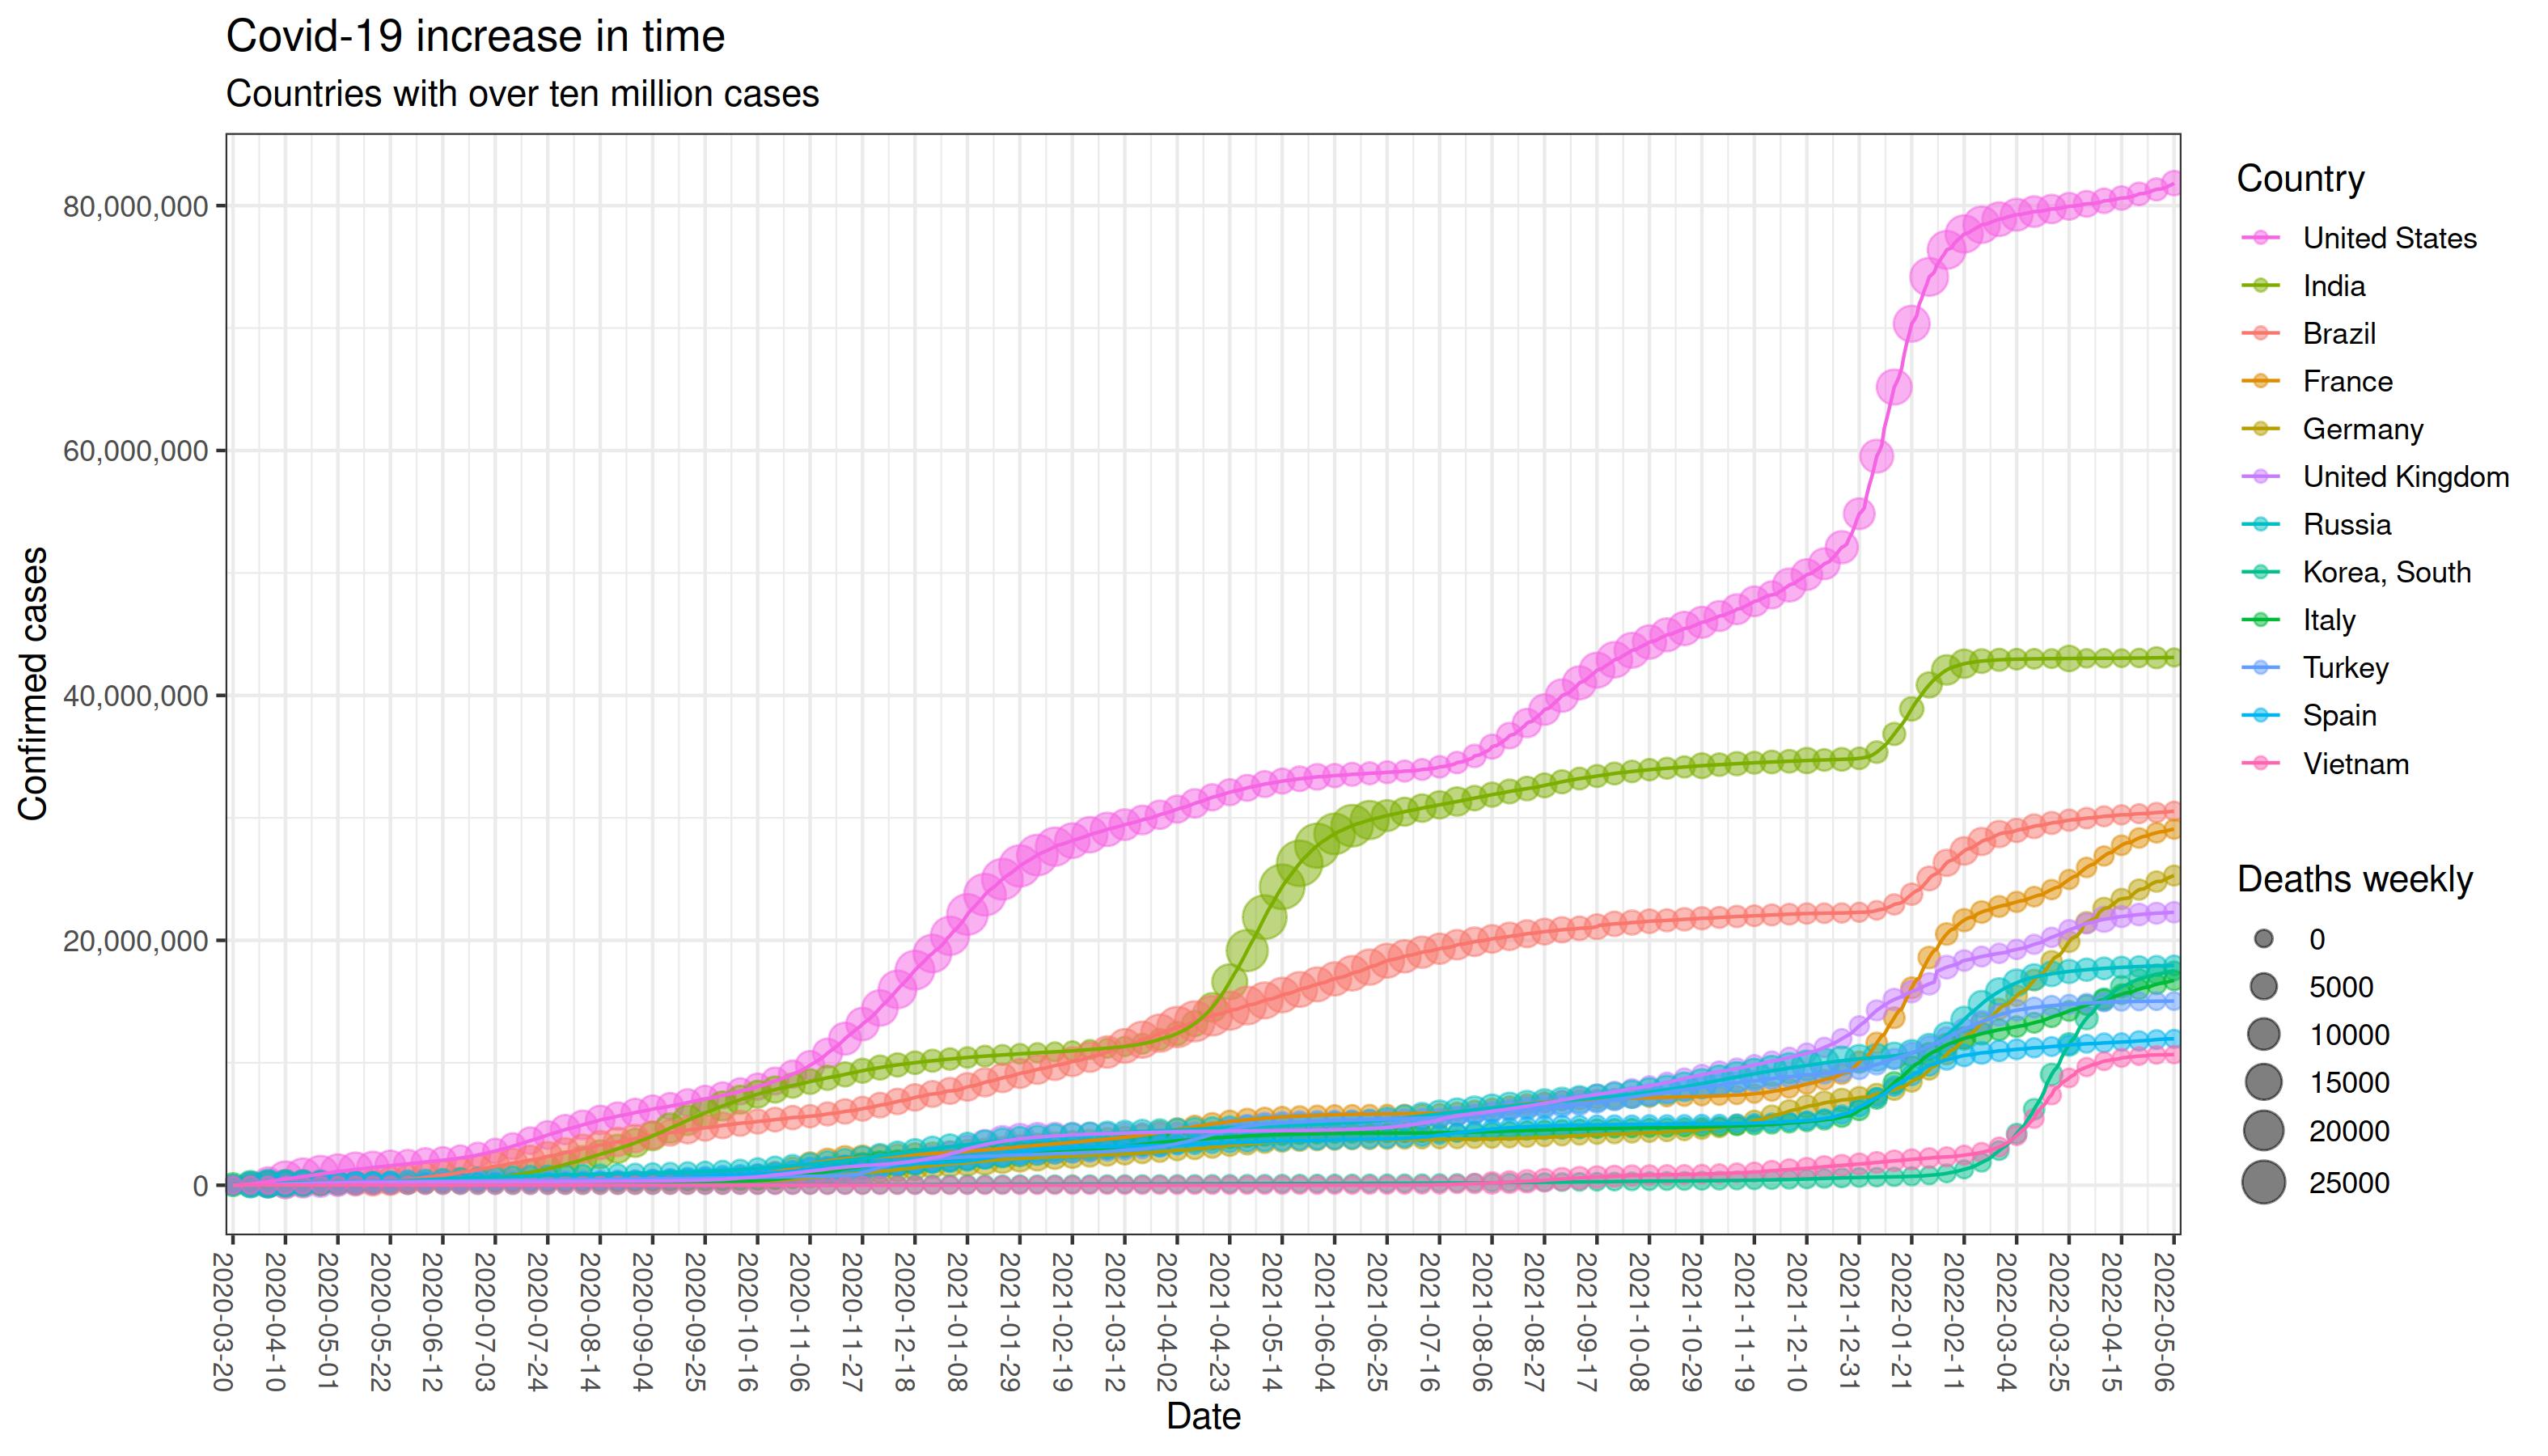 Covid-19 increase in time
Countries with over ten million cases
Confirmed cases
80,000,000
60,000,000
40,000,000
20,000,000
0
2020-03-20
2020-04-10
2020-05-01
2020-05-22
2020-06-12
2020-07-03
2020-07-24
2020-08-14
2020-09-04
2020-09-25
2020-10-16
2020-11-06
2020-11-27
2020-12-18
2021-01-08
2021-01-29
2021-02-19
2021-03-12
2021-04-02
2021-04-23
2021-05-14
2021-06-04
2021-06-25
2021-07-16
2021-08-06
2021-08-27
2021-09-17
2021-10-08
2021-10-29
2021-11-19
2021-12-10
2021-12-31
2022-01-21
2022-02-11
2022-03-04
2022-03-25
2022-04-15
2022-05-06
Date
Country
United States
India
Brazil
France
Germany
United Kingdom
Russia
Korea, South
Italy
Turkey
Spain
Vietnam
Deaths weekly
0
5000
10000
15000
20000
25000